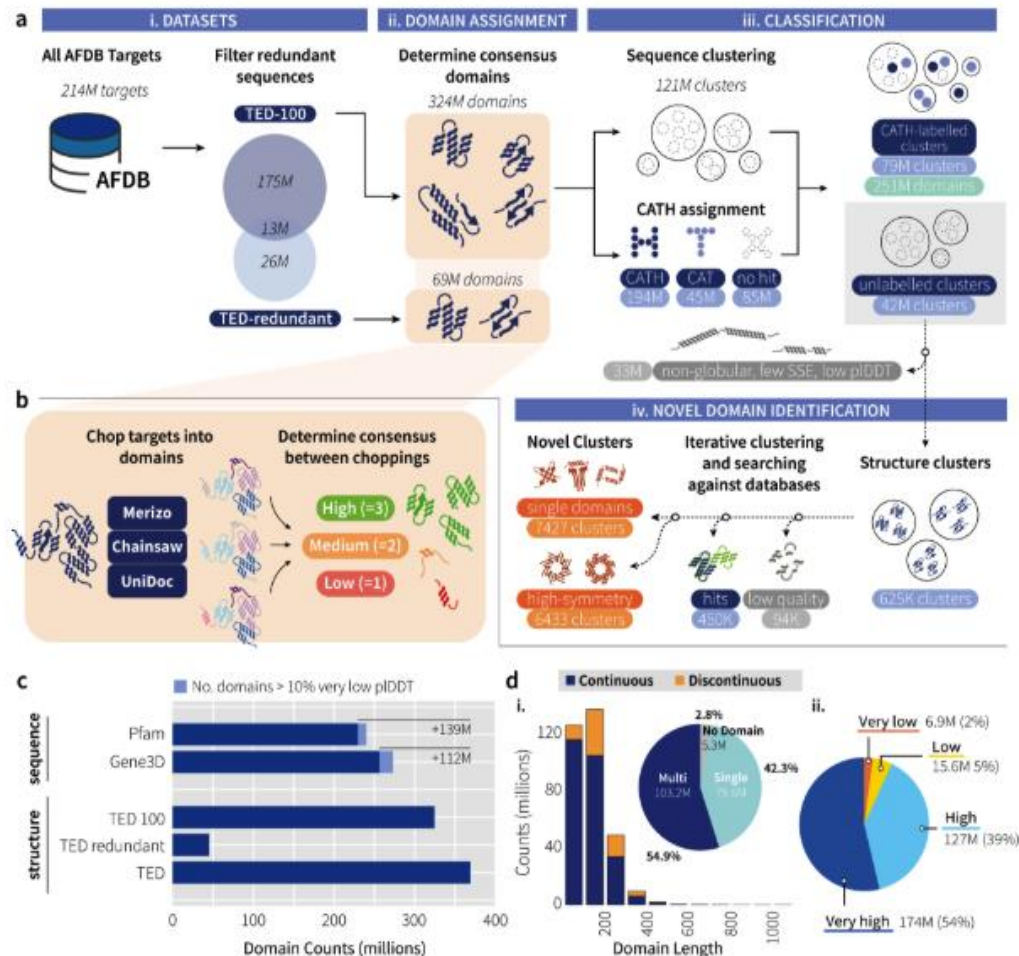 a
i. DATASETS
ii. DOMAIN ASSIGNMENT
iii. CLASSIFICATION
All AFDB Targets
214M targets
AFDB
Filter redundant
sequences
TED-100
175M
13M
26M
TED-redundant
Determine consensus
domains
324M domains
69M domains
Sequence clustering
121M clusters
CATH assignment
CATH
194M
CAT
45M
no hit
85M
CATH-labelled
clusters
79M clusters
251M domains
unlabelled clusters
42M clusters
33M
non-globular, few SSE, low plDDT
b
Chop targets into
domains
Merizo
Chainsaw
UniDoc
Determine consensus
between choppings
High (=3)
Medium (=2)
Low (=1)
iv. NOVEL DOMAIN IDENTIFICATION
Novel Clusters
single domains
7427 clusters
high-symmetry
6433 clusters
Iterative clustering
and searching
against databases
hits
450K
low quality
94K
Structure clusters
625K clusters
c
No. domains > 10% very low plDDT
sequence
structure
Pfam
+139M
Gene3D
+112M
TED 100
TED redundant
TED
0
100
200
300
400
Domain Counts (millions)
d
Continuous
Discontinuous
i.
Counts (millions)
120
80
40
0
200
400
600
800
1000
Domain Length
2.8%
No Domain
5.3M
Multi
103.2M
Single
42.3%
54.9%
ii.
Very low
6.9M (2%)
Low
15.6M 5%)
High
127M (39%)
Very high
174M (54%)